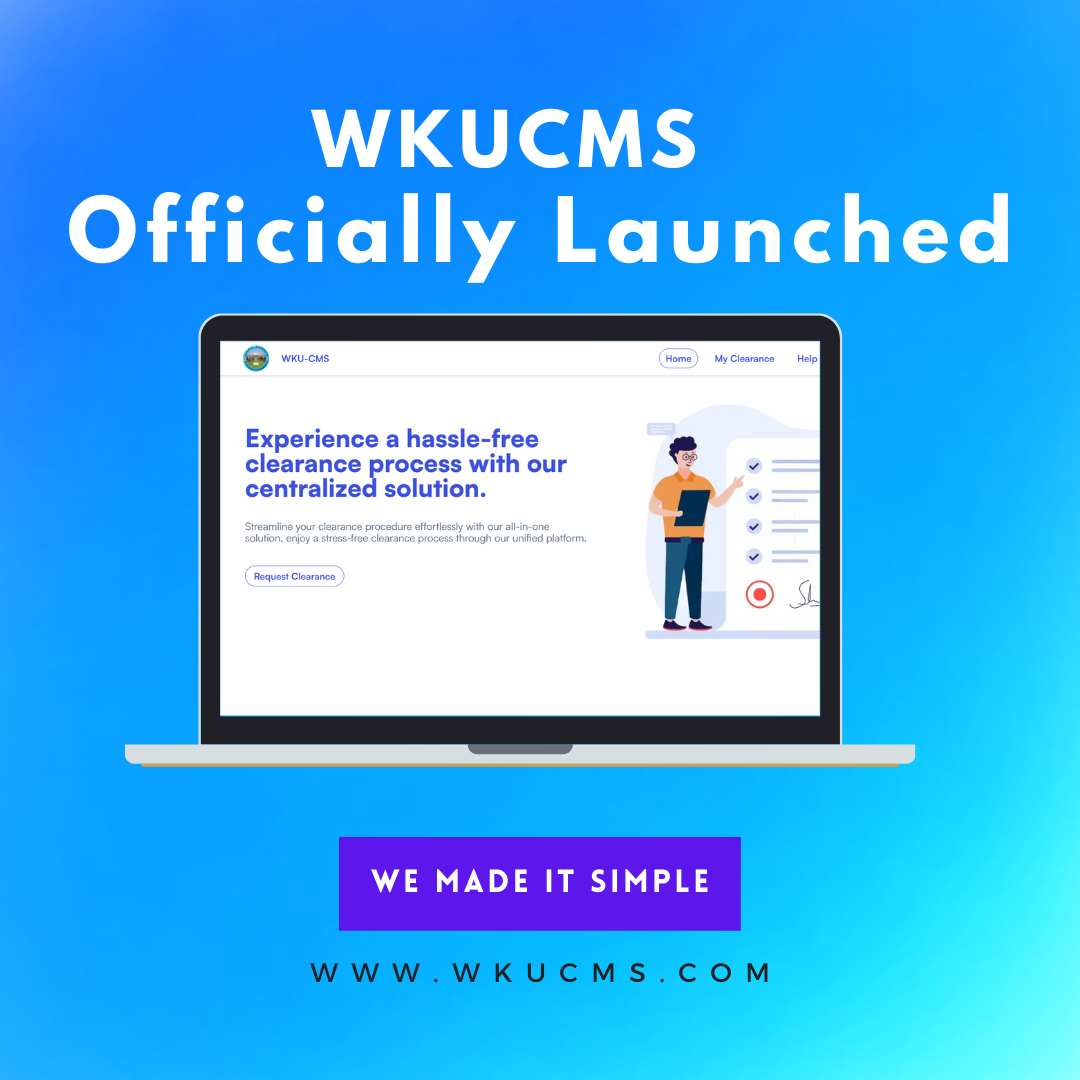 WKUCMS
Officially Launched
WKU-CMS
Home My Clearance Help
Experience a hassle-free
clearance process with our
centralized solution.
Streamline your clearance procedure effortlessly with our all-in-one
solution, enjoy a stress-free clearance process through our unified platform.
Request Clearance
WE MADE IT SIMPLE
WWW.WKUCMS.COM